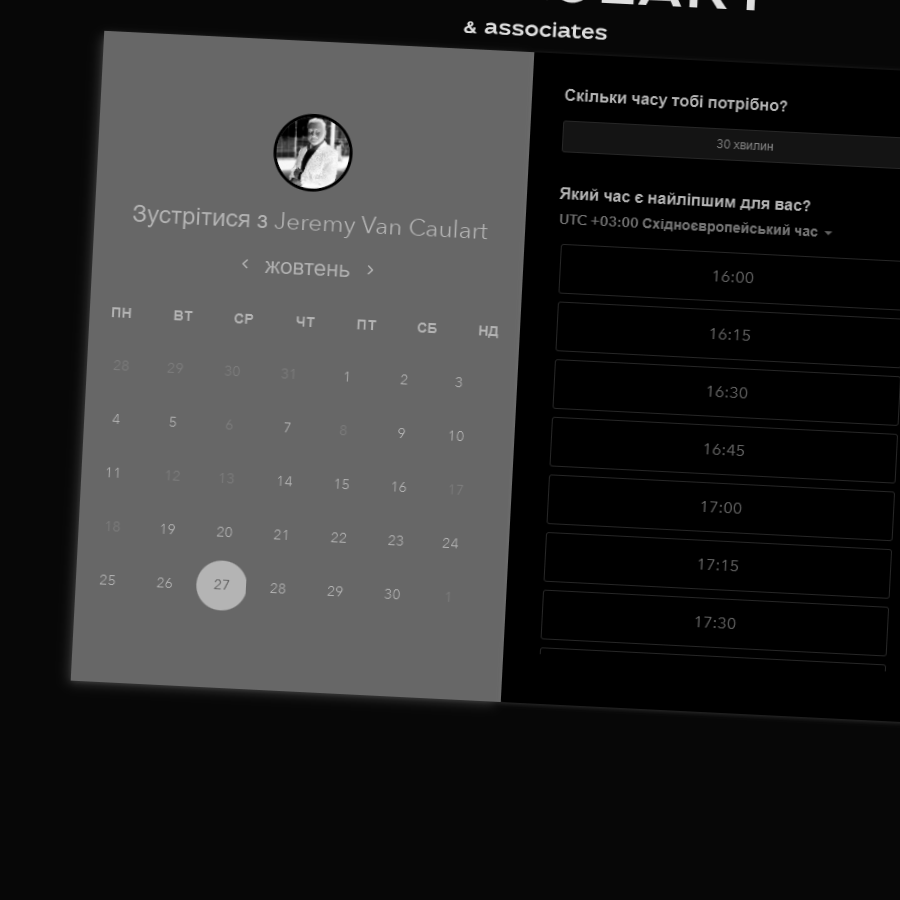 & associates
Зустрітися з Jeremy Van Caulart
жовтень
ПН ВТ СР ЧТ ПТ СБ НД
28 29 30 31 1 2 3
4 5 6 7 8 9 10
11 12 13 14 15 16 17
18 19 20 21 22 23 24
25 26 27 28 29 30 1
Скільки часу тобі потрібно?
30 хвилин
Який час є найліпшим для вас?
UTC +03:00 Східноєвропейський час
16:00
16:15
16:30
16:45
17:00
17:15
17:30